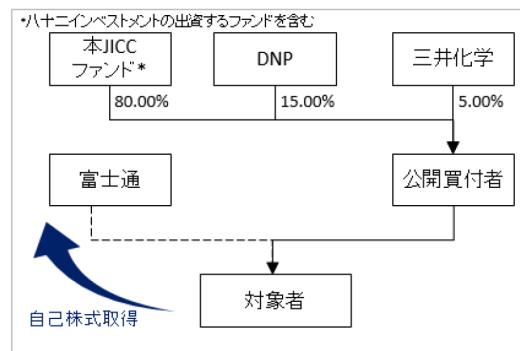 *八十二インベストメントの出資するファンドを含む
本JICC
ファンド*
DNP
三井化学
80.00%
15.00%
5.00%
富士通
公開買付者
対象者
自己株式取得